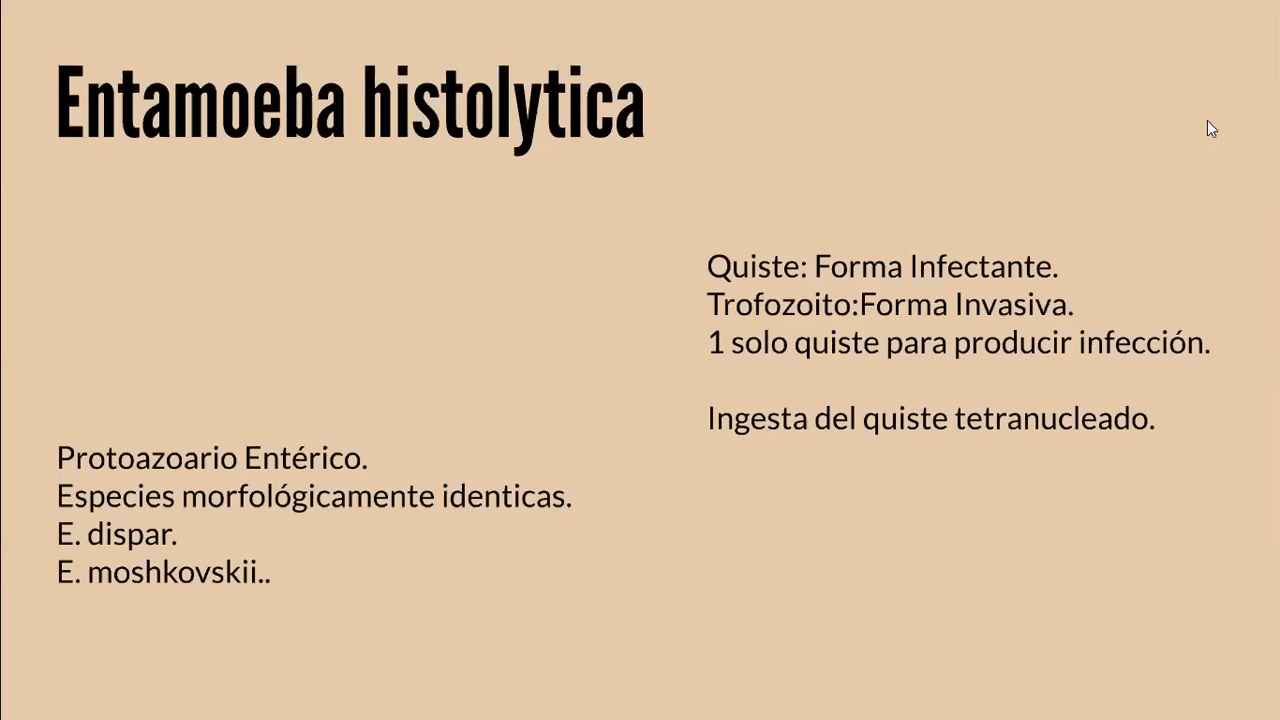 Entamoeba histolytica
Protoazoario Entérico.
Especies morfológicamente identicas.
E. dispar.
E. moshkovskii..
Quiste: Forma Infectante.
Trofozoito:Forma Invasiva.
1 solo quiste para producir infección.
Ingesta del quiste tetranucleado.